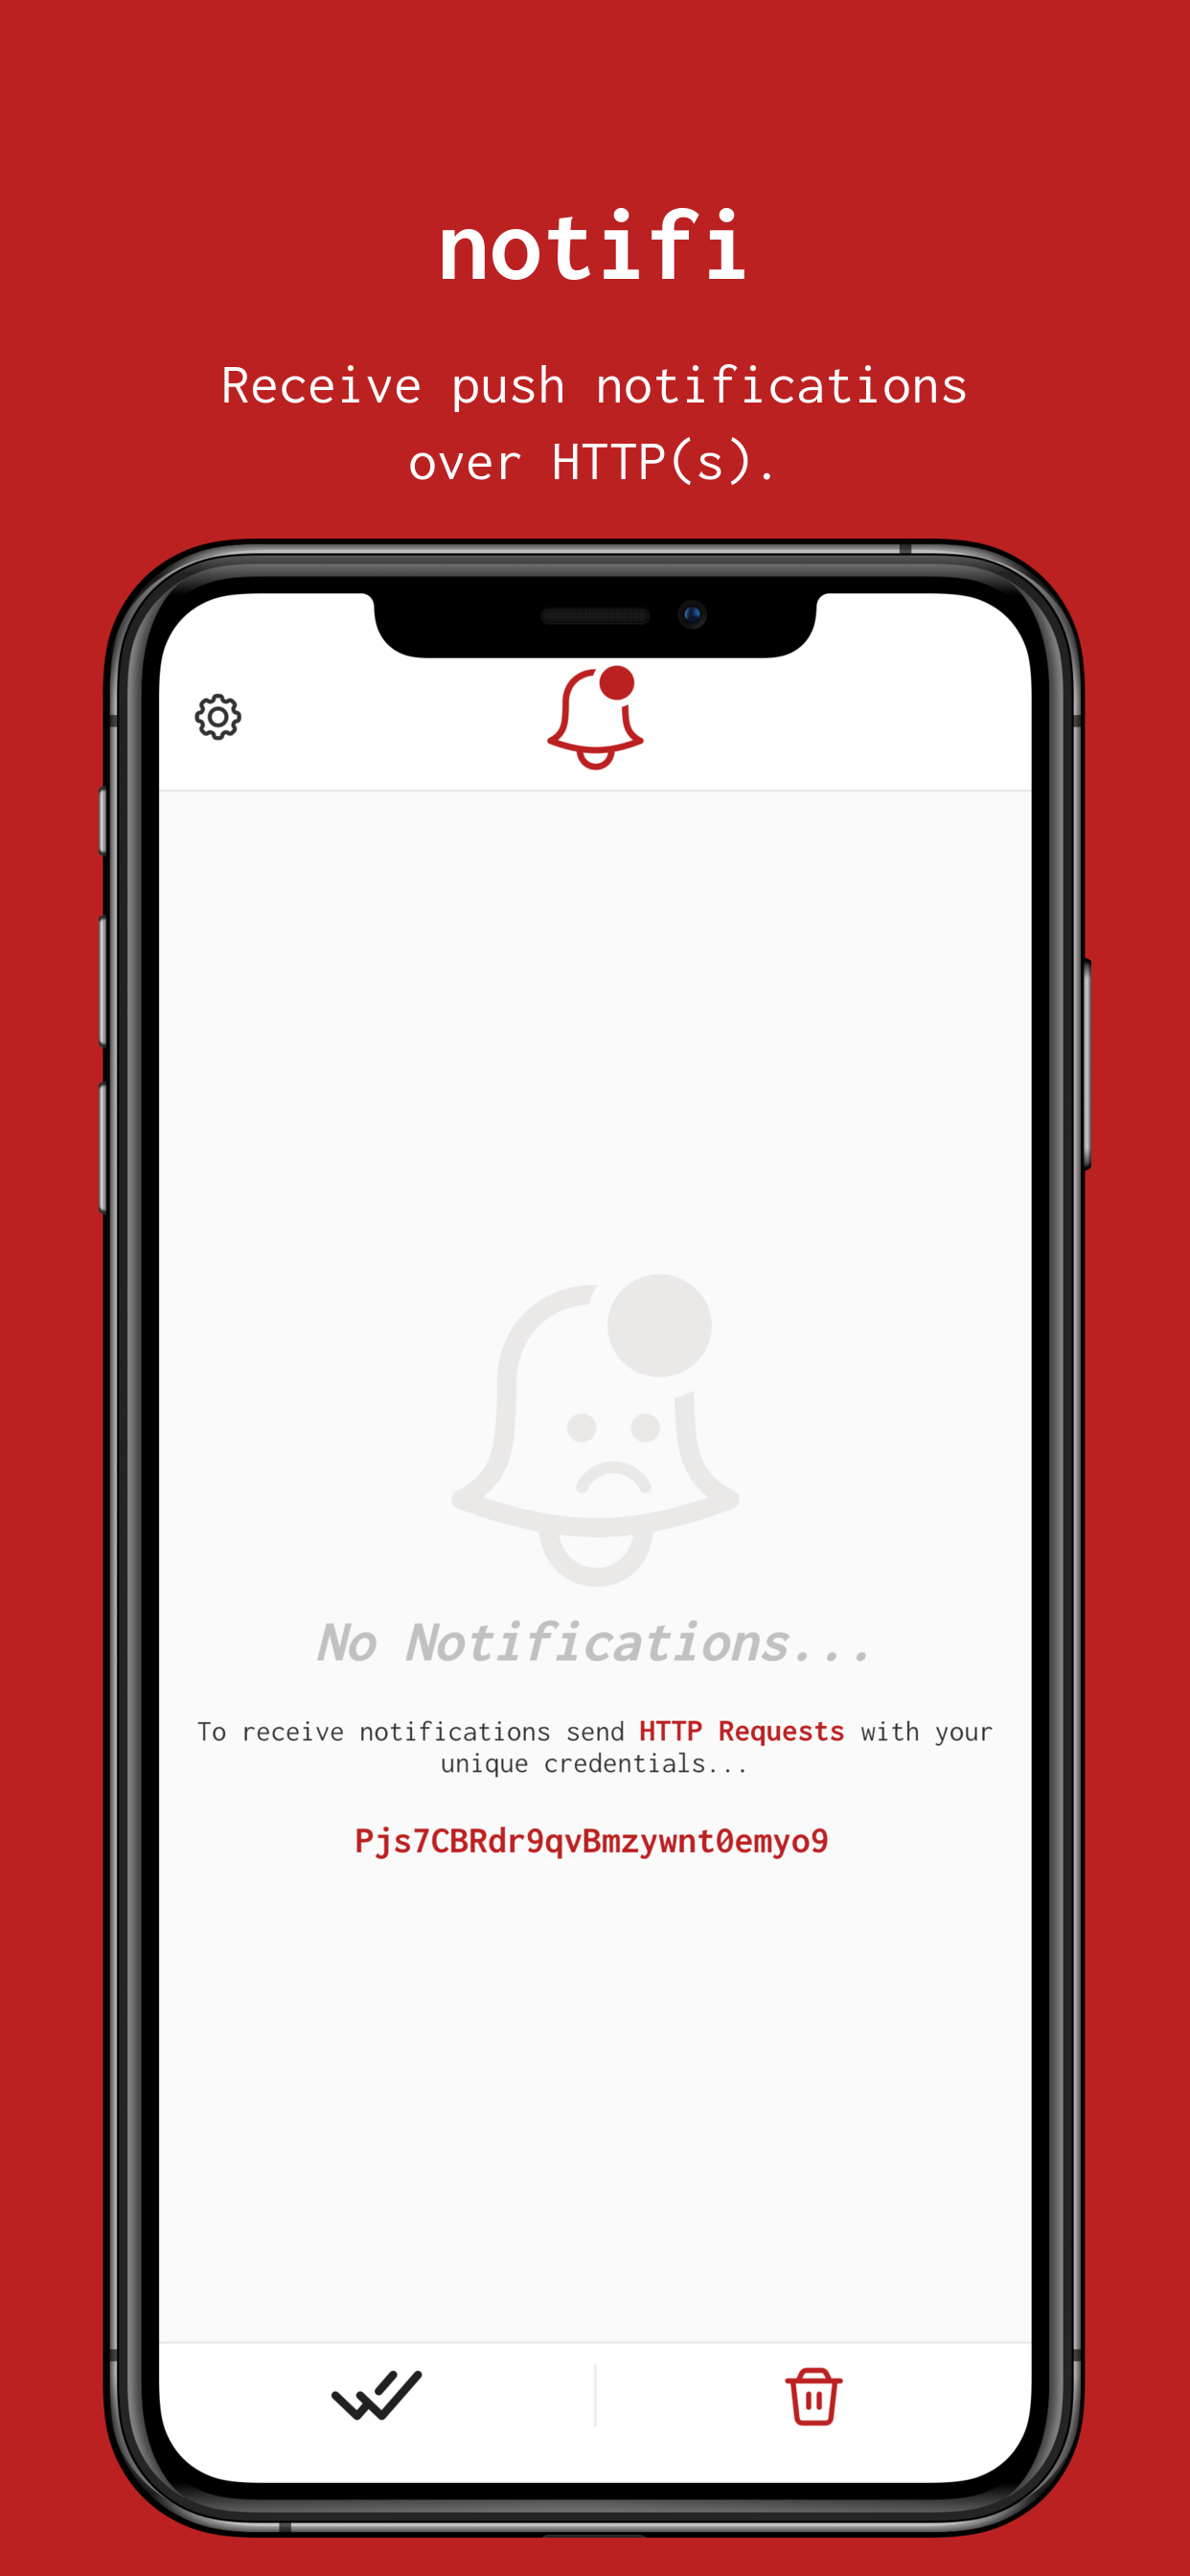 notifi
Receive push notifications
over HTTP(s).
No Notifications...
To receive notifications send HTTP Requests with your
unique credentials...
Pjs7CBRdr9qvBmzywnt0emyo9